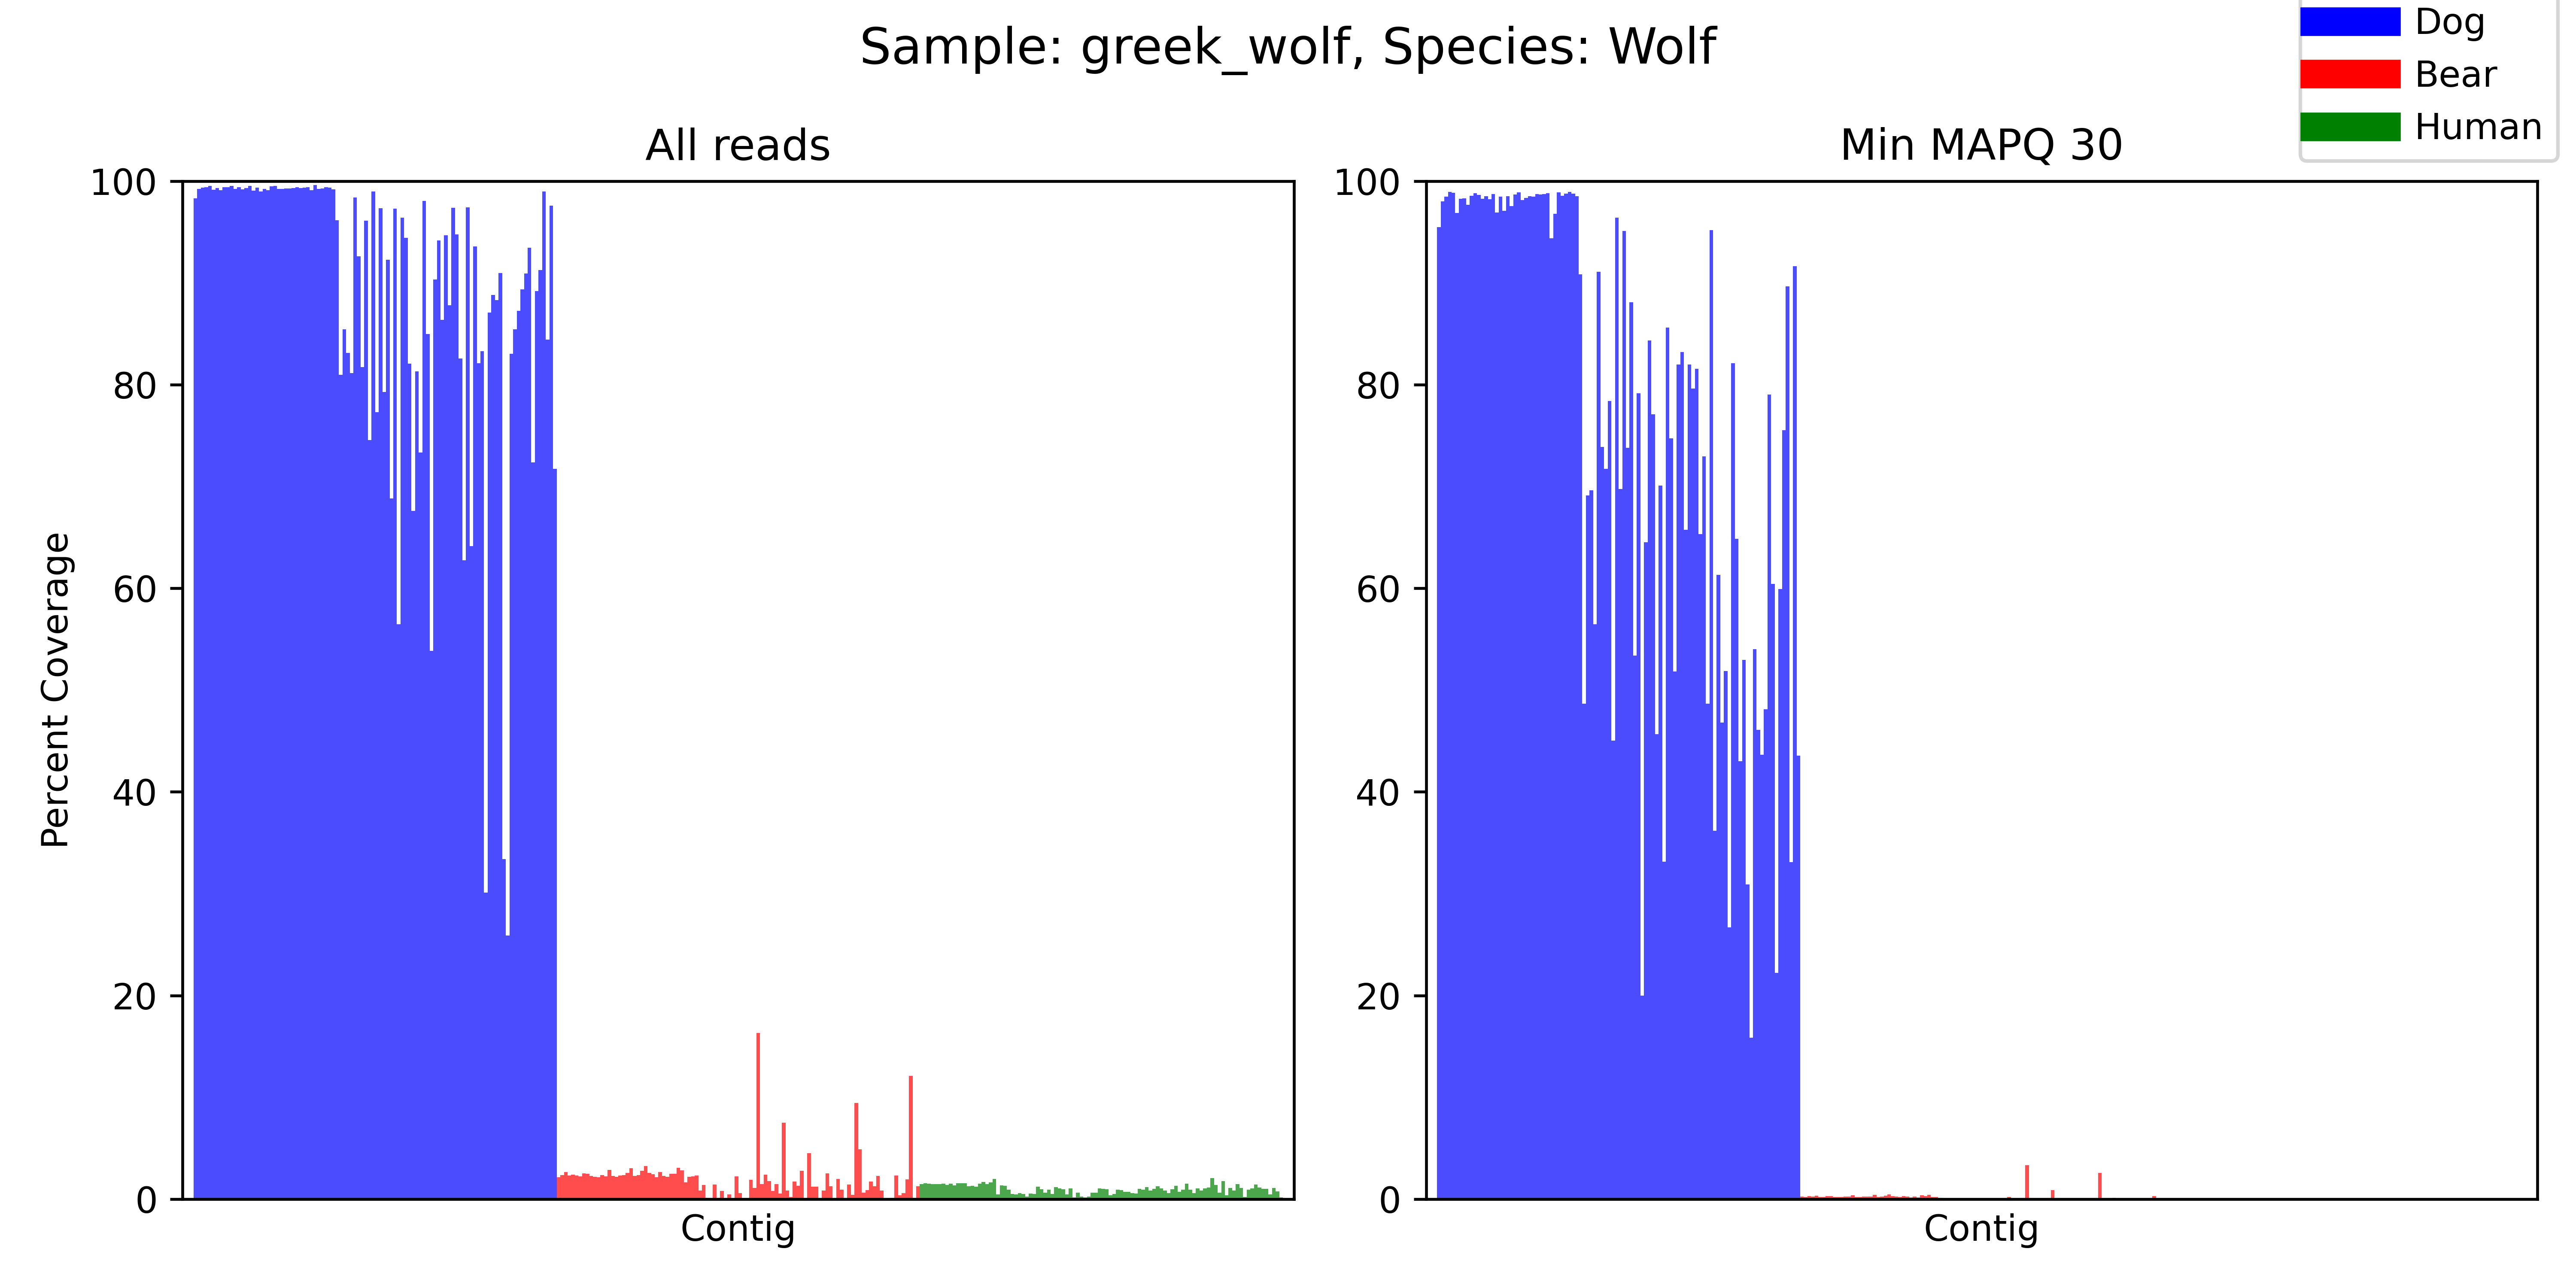 Sample: greek_wolf, Species: Wolf
Dog
Bear
Human
All reads
Min MAPQ 30
Percent Coverage
100
80
60
40
20
0
Contig
100
80
60
40
20
0
Contig